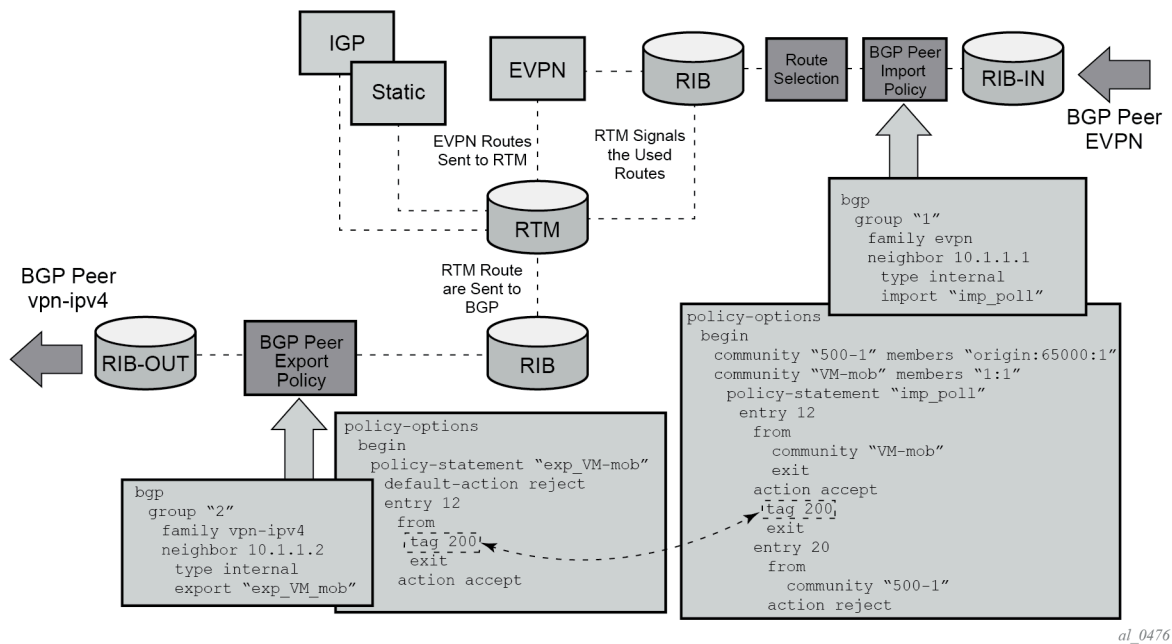 IGP
Static
EVPN
RIB
Route
Selection
BGP Peer
Import
Policy
RIB-IN
BGP Peer
EVPN
EVPN Routes
Sent to RTM
RTM Signals
the Used
Routes
RTM
RTM Route
are Sent to
BGP
BGP Peer
vpn-ipv4
RIB-OUT
BGP Peer
Export
Policy
RIB
bgp
group “1”
family evpn
neighbor 10.1.1.1
type internal
import “imp_poll”
policy-options
begin
community “500-1” members “origin:65000:1”
community “VM-mob” members “1:1”
policy-statement “imp_poll”
entry 12
from
community “VM-mob”
exit
action accept
tag 200
exit
entry 20
from
community “500-1”
action reject
policy-options
begin
policy-statement “exp_VM-mob”
default-action reject
entry 12
from
tag 200
exit
action accept
bgp
group “2”
family vpn-ipv4
neighbor 10.1.1.2
type internal
export “exp_VM_mob”
al_0476